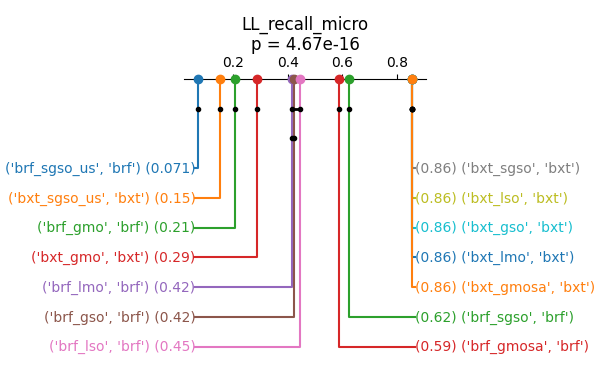 LL_recall_micro
p = 4.67e-16
0.2 0.4 0.6 0.8
('brf_sgso_us', 'brf') (0.071) (0.86) ('bxt_sgso', 'bxt')
('bxt_sgso_us', 'bxt') (0.15) (0.86) ('bxt_lso', 'bxt')
('brf_gmo', 'brf') (0.21) (0.86) ('bxt_gso', 'bxt')
('bxt_gmo', 'bxt') (0.29) (0.86) ('bxt_lmo', 'bxt')
('brf_lmo', 'brf') (0.42) (0.86) ('bxt_gmosa', 'bxt')
('brf_gso', 'brf') (0.42) (0.62) ('brf_sgso', 'brf')
('brf_lso', 'brf') (0.45) (0.59) ('brf_gmosa', 'brf')